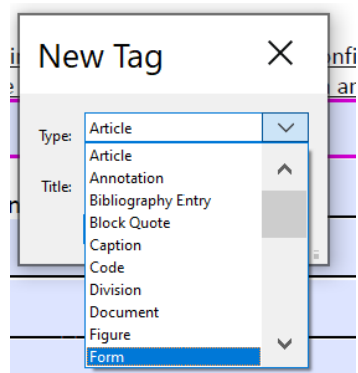 New Tag
Type:
Article
Title:
Article
Annotation
Bibliography Entry
Block Quote
Caption
Code
Division
Document
Figure
Form